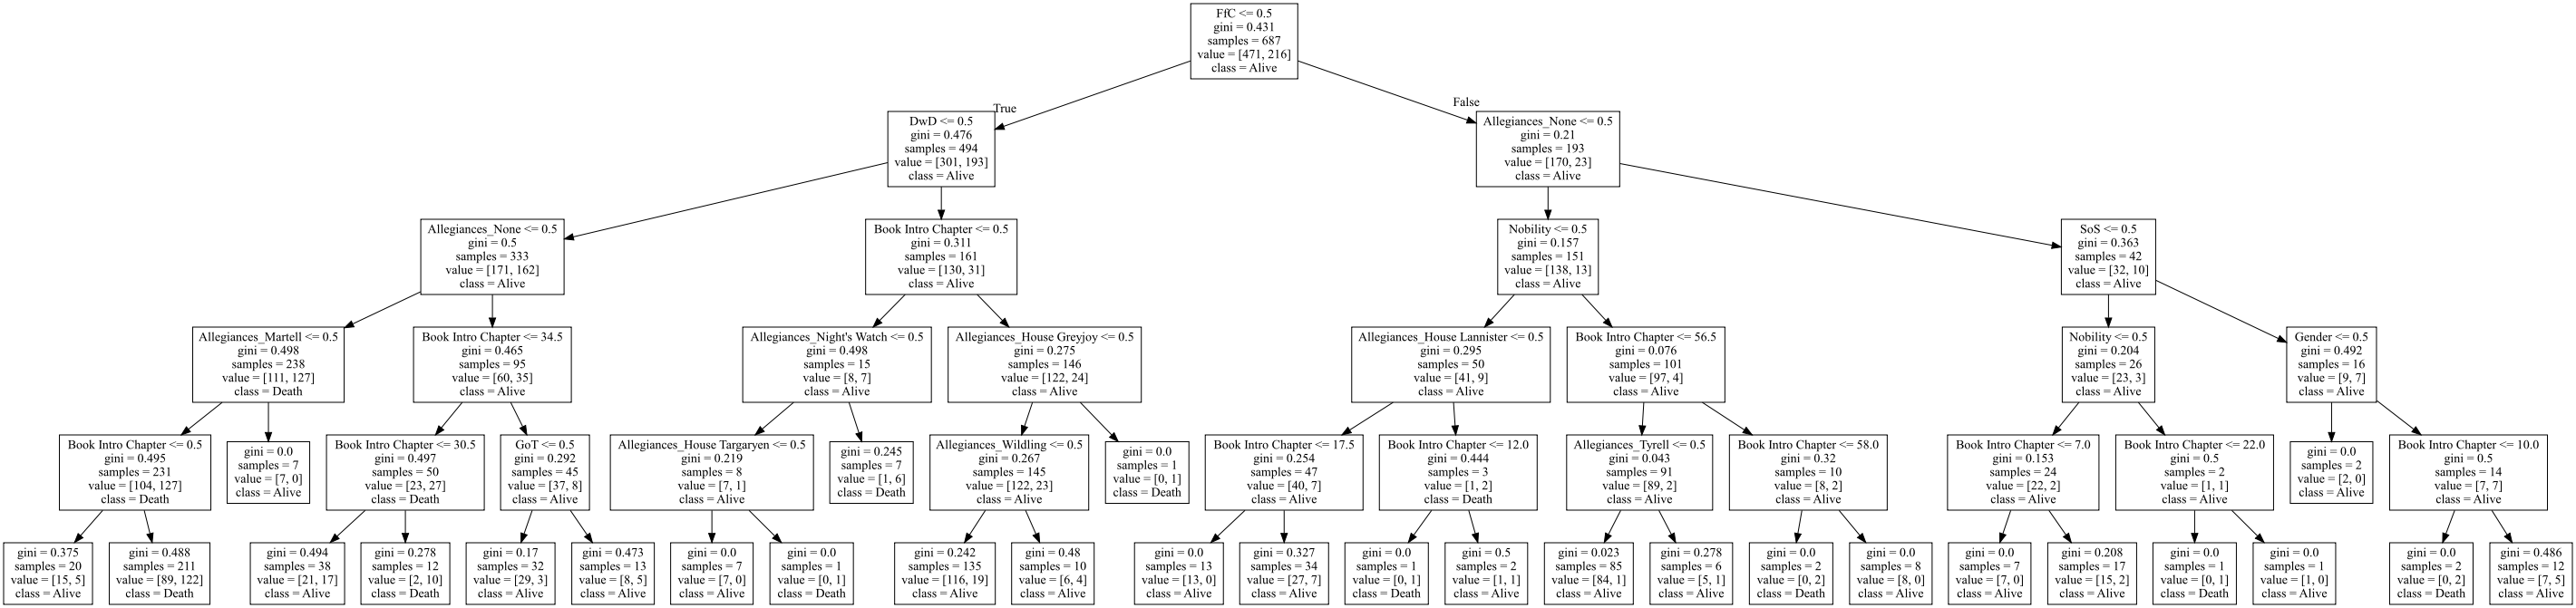 FfC <= 0.5
gini = 0.431
samples = 687
value = [471, 216]
class = Alive
True
False
DwD <= 0.5
gini = 0.476
samples = 494
value = [301, 193]
class = Alive
Allegiances_None <= 0.5
gini = 0.21
samples = 193
value = [170, 23]
class = Alive
Allegiances_None <= 0.5
gini = 0.5
samples = 333
value = [171, 162]
class = Alive
Book Intro Chapter <= 0.5
gini = 0.311
samples = 161
value = [130, 31]
class = Alive
Nobility <= 0.5
gini = 0.157
samples = 151
value = [138, 13]
class = Alive
SoS <= 0.5
gini = 0.363
samples = 42
value = [32, 10]
class = Alive
Allegiances_Martell <= 0.5
gini = 0.498
samples = 238
value = [111, 127]
class = Death
Book Intro Chapter <= 34.5
gini = 0.465
samples = 95
value = [60, 35]
class = Alive
Allegiances_Night's Watch <= 0.5
gini = 0.498
samples = 15
value = [8, 7]
class = Alive
Allegiances_House Greyjoy <= 0.5
gini = 0.275
samples = 146
value = [122, 24]
class = Alive
Allegiances_House Lannister <= 0.5
gini = 0.295
samples = 50
value = [41, 9]
class = Alive
Book Intro Chapter <= 56.5
gini = 0.076
samples = 101
value = [97, 4]
class = Alive
Nobility <= 0.5
gini = 0.204
samples = 26
value = [23, 3]
class = Alive
Gender <= 0.5
gini = 0.492
samples = 16
value = [9, 7]
class = Alive
Book Intro Chapter <= 0.5
gini = 0.495
samples = 231
value = [104, 127]
class = Death
gini = 0.0
samples = 7
value = [7, 0]
class = Alive
Book Intro Chapter <= 30.5
gini = 0.497
samples = 50
value = [23, 27]
class = Death
GoT <= 0.5
gini = 0.292
samples = 45
value = [37, 8]
class = Alive
Allegiances_House Targaryen <= 0.5
gini = 0.219
samples = 8
value = [7, 1]
class = Alive
gini = 0.245
samples = 7
value = [1, 6]
class = Death
Allegiances_Wildling <= 0.5
gini = 0.267
samples = 145
value = [122, 23]
class = Alive
gini = 0.0
samples = 1
value = [0, 1]
class = Death
Book Intro Chapter <= 17.5
gini = 0.254
samples = 47
value = [40, 7]
class = Alive
Book Intro Chapter <= 12.0
gini = 0.444
samples = 3
value = [1, 2]
class = Death
Allegiances_Tyrell <= 0.5
gini = 0.043
samples = 91
value = [89, 2]
class = Alive
Book Intro Chapter <= 58.0
gini = 0.32
samples = 10
value = [8, 2]
class = Alive
Book Intro Chapter <= 7.0
gini = 0.153
samples = 24
value = [22, 2]
class = Alive
Book Intro Chapter <= 22.0
gini = 0.5
samples = 2
value = [1, 1]
class = Alive
gini = 0.0
samples = 2
value = [2, 0]
class = Alive
Book Intro Chapter <= 10.0
gini = 0.5
samples = 14
value = [7, 7]
class = Alive
gini = 0.375
samples = 20
value = [15, 5]
class = Alive
gini = 0.488
samples = 211
value = [89, 122]
class = Death
gini = 0.494
samples = 38
value = [21, 17]
class = Alive
gini = 0.278
samples = 12
value = [2, 10]
class = Death
gini = 0.17
samples = 32
value = [29, 3]
class = Alive
gini = 0.473
samples = 13
value = [8, 5]
class = Alive
gini = 0.0
samples = 7
value = [7, 0]
class = Alive
gini = 0.0
samples = 1
value = [0, 1]
class = Death
gini = 0.242
samples = 135
value = [116, 19]
class = Alive
gini = 0.48
samples = 10
value = [6, 4]
class = Alive
gini = 0.0
samples = 13
value = [13, 0]
class = Alive
gini = 0.327
samples = 34
value = [27, 7]
class = Alive
gini = 0.0
samples = 1
value = [0, 1]
class = Death
gini = 0.5
samples = 2
value = [1, 1]
class = Alive
gini = 0.023
samples = 85
value = [84, 1]
class = Alive
gini = 0.278
samples = 6
value = [5, 1]
class = Alive
gini = 0.0
samples = 2
value = [0, 2]
class = Death
gini = 0.0
samples = 8
value = [8, 0]
class = Alive
gini = 0.0
samples = 7
value = [7, 0]
class = Alive
gini = 0.208
samples = 17
value = [15, 2]
class = Alive
gini = 0.0
samples = 1
value = [0, 1]
class = Death
gini = 0.0
samples = 1
value = [1, 0]
class = Alive
gini = 0.0
samples = 2
value = [0, 2]
class = Death
gini = 0.486
samples = 12
value = [7, 5]
class = Alive